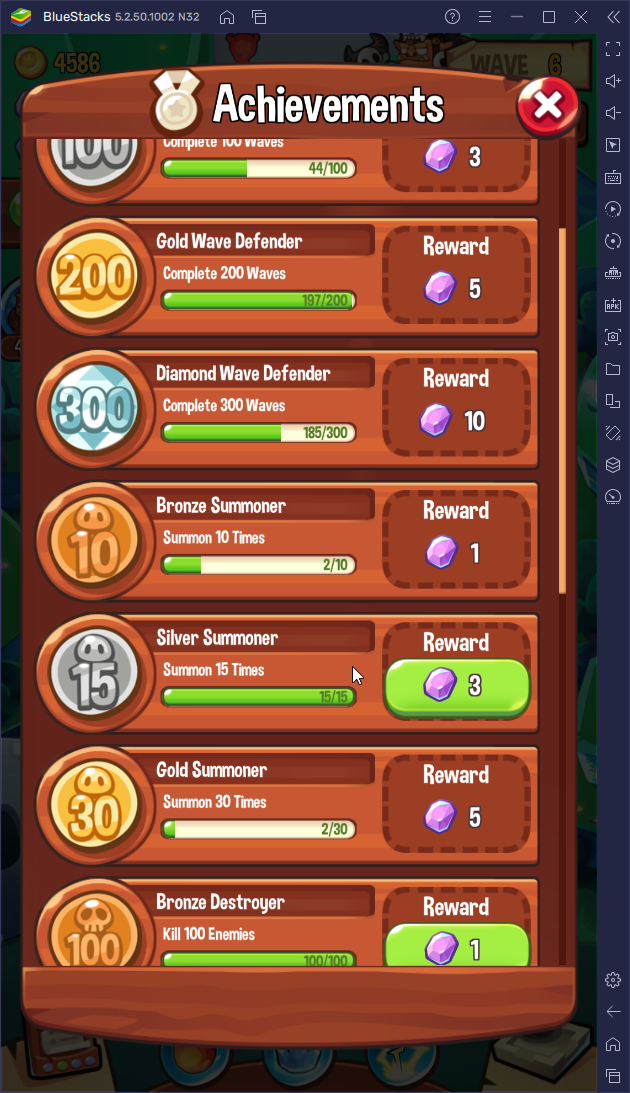 BlueStacks 5.2.50.1002 N32
4586
WAVE 6
Achievements
100
Complete 100 Waves
44/100
3
200
Gold Wave Defender
Complete 200 Waves
197/200
Reward
5
300
Diamond Wave Defender
Complete 300 Waves
185/300
Reward
10
10
Bronze Summoner
Summon 10 Times
2/10
Reward
1
15
Silver Summoner
Summon 15 Times
15/15
Reward
3
30
Gold Summoner
Summon 30 Times
2/30
Reward
5
100
Bronze Destroyer
Kill 100 Enemies
100/100
Reward
1